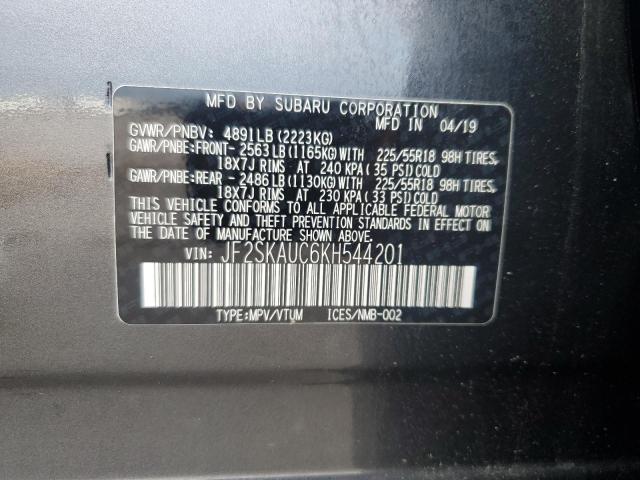 MFD BY SUBARU CORPORATION MFD IN 04/19
GVWR/PNBV: 4891LB(2223KG)
GAWR/PNBE:FRONT-2563LB(1165KG)WITH 225/55R18 98H TIRES,
18X7J RIMS AT 240 KPA(35 PSI)COLD
GAWR/PNBE:REAR -2486LB(1130KG)WITH 225/55R18 98H TIRES,
18X7J RIMS AT 230 KPA(33 PSI)COLD
THIS VEHICLE CONFORMS TO ALL APPLICABLE FEDERAL MOTOR
VEHICLE SAFETY AND THEFT PREVENTION STANDARDS IN EFFECT ON
THE DATE OF MANUFACTURE SHOWN ABOVE.
VIN: JF2SKAUC6KH544201
TYPE:MPV/VTUM ICES/NMB-002